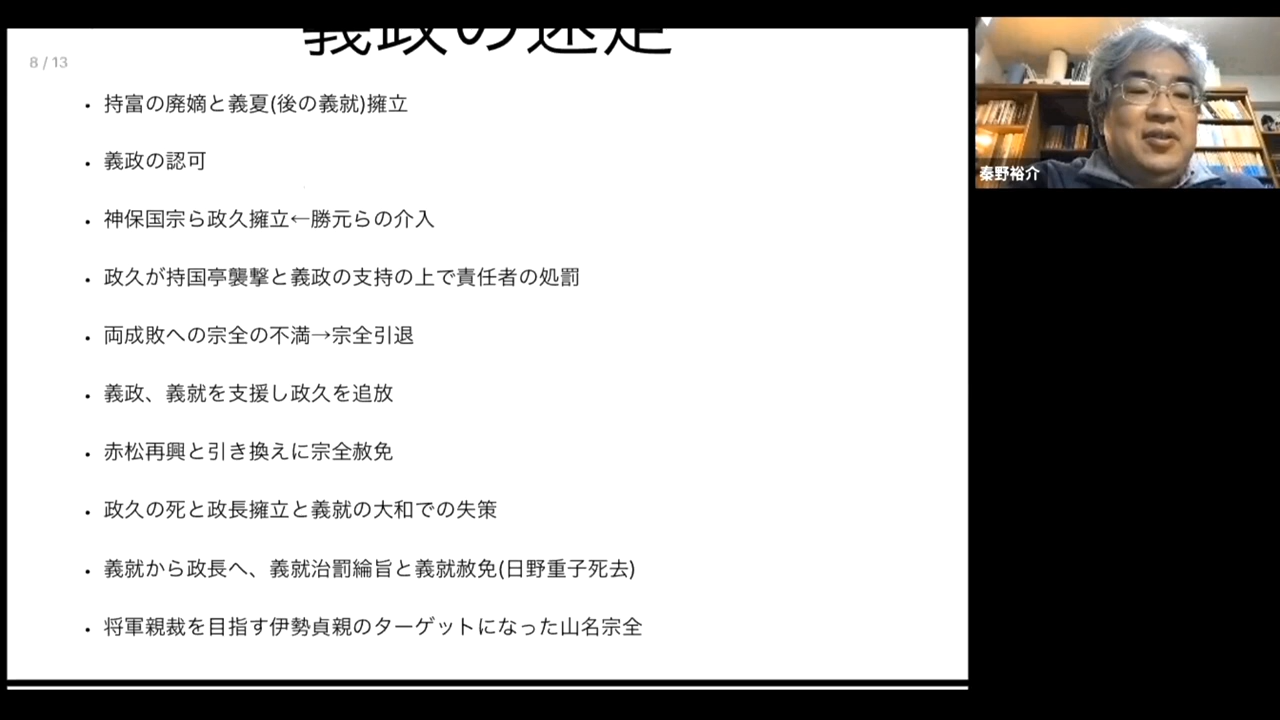 義政の迷走
8 / 13
・持富の廃嫡と義夏(後の義就)擁立
・義政の認可
・神保国宗ら政久擁立←勝元らの介入
・政久が持国亭襲撃と義政の支持の上で責任者の処罰
・両成敗への宗全の不満→宗全引退
・義政、義就を支援し政久を追放
・赤松再興と引き換えに宗全赦免
・政久の死と政長擁立と義就の大和での失策
・義就から政長へ、義就治罰綸旨と義就赦免(日野重子死去)
・将軍親裁を目指す伊勢貞親のターゲットになった山名宗全
秦野裕介